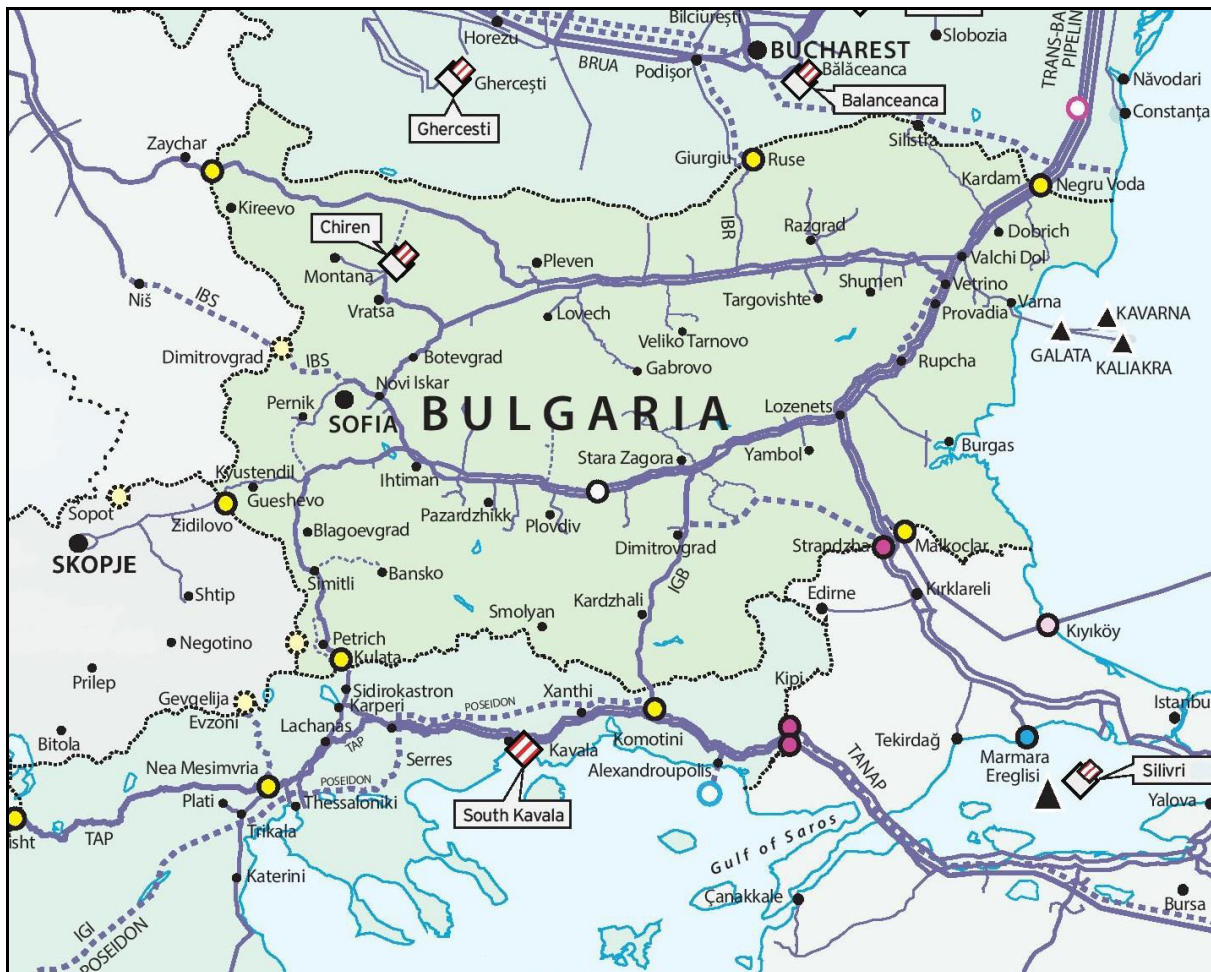 Bilciureşti
Horezu
Slobozia
TRANS-BA
PIPELIN
BUCHAREST
BRUA
Podişor
Bălăceanca
Gherceşti
Năvodari
Balanceanca
Constanţa
Ghercesti
Silistra
Zaychar
Giurgiu
Ruse
Kardam
Negru Voda
Kireevo
IBR
Razgrad
Chiren
Dobrich
Montana
Pleven
Valchi Dol
Niš
IBS
Vratsa
Shumen
Vetrino
Targovishte
Varna
Lovech
Provadia
KAVARNA
Veliko Tarnovo
GALATA
Dimitrovgrad
Botevgrad
Rupcha
KALIAKRA
IBS
Gabrovo
Novi Iskar
Pernik
SOFIA
BULGARIA
Lozenets
Burgas
Stara Zagora
Yambol
Kyustendil
Ihtiman
Gueshevo
Sopot
Zidilovo
Pazardzhikk
Plovdiv
Blagoevgrad
Dimitrovgrad
Strandzha
Malkoclar
SKOPJE
Simitli
Bansko
IGB
Shtip
Kardzhali
Edirne
Kırklareli
Smolyan
Kıyıköy
Negotino
Petrich
Kulata
Prilep
Kipi
Sidirokastron
Xanthi
Gevgelija
Karperi
POSEIDON
Evzoni
Istanbu
Bitola
Lachanas
TAP
Kavala
Komotini
Tekirdağ
Marmara
Ereglisi
Serres
Nea Mesimvria
Alexandroupolis
TANAP
Silivri
POSEIDON
Plati
Thessaloniki
South Kavala
Yalova
isht
TAP
Trikala
Gulf of Saros
Katerini
Çanakkale
Bursa
IGI
POSEIDON